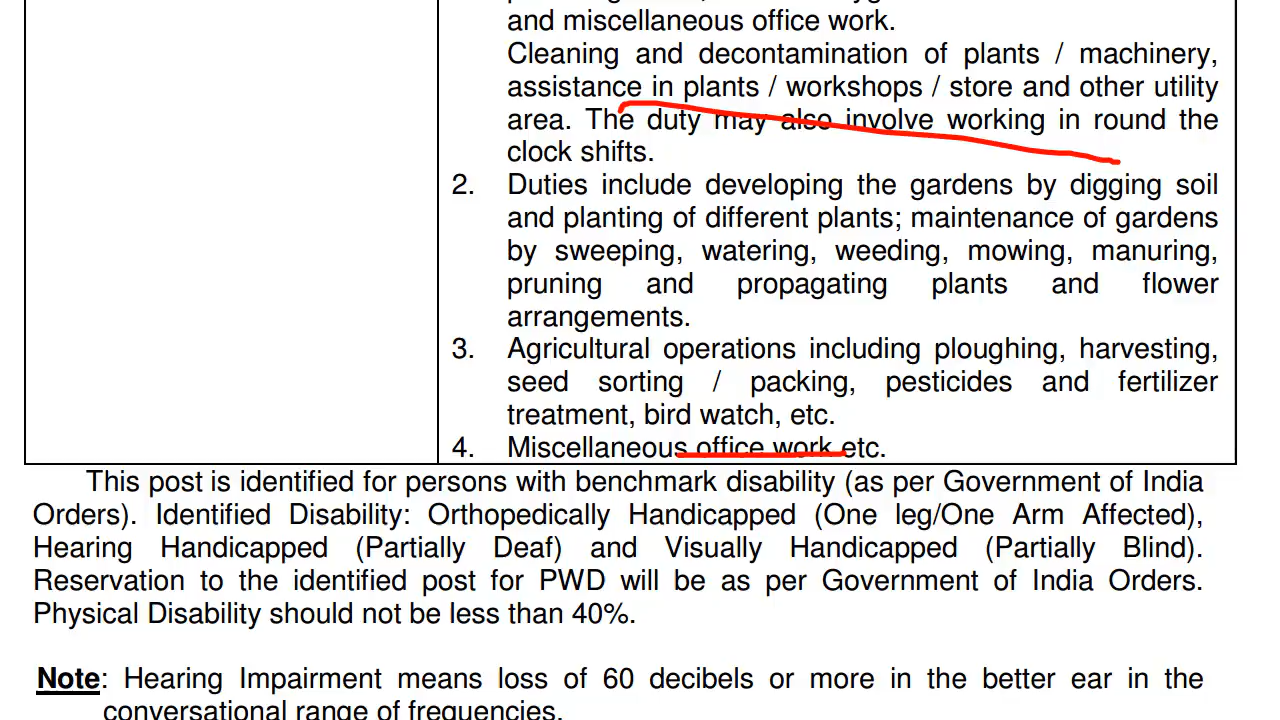 and miscellaneous office work.
Cleaning and decontamination of plants / machinery,
assistance in plants / workshops / store and other utility
area. The duty may also involve working in round the
clock shifts.
2. Duties include developing the gardens by digging soil
and planting of different plants; maintenance of gardens
by sweeping, watering, weeding, mowing, manuring,
pruning and propagating plants and flower
arrangements.
3. Agricultural operations including ploughing, harvesting,
seed sorting / packing, pesticides and fertilizer
treatment, bird watch, etc.
4. Miscellaneous office work etc.
This post is identified for persons with benchmark disability (as per Government of India
Orders). Identified Disability: Orthopedically Handicapped (One leg/One Arm Affected),
Hearing Handicapped (Partially Deaf) and Visually Handicapped (Partially Blind).
Reservation to the identified post for PWD will be as per Government of India Orders.
Physical Disability should not be less than 40%.
Note: Hearing Impairment means loss of 60 decibels or more in the better ear in the
conversational range of frequencies.